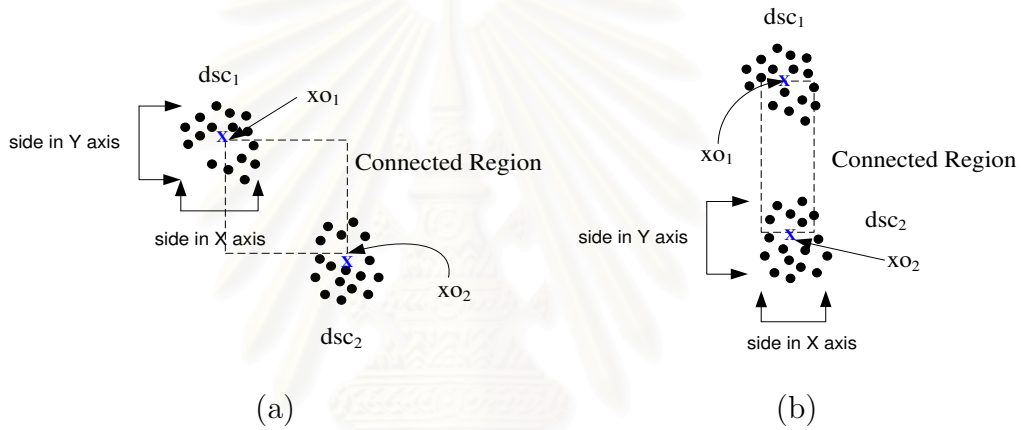 dsc1
xo1
side in Y axis
x
Connected Region
side in X axis
x
xo2
dsc2
(a)
dsc1
x
xo1
Connected Region
side in Y axis
dsc2
x
xo2
side in X axis
(b)